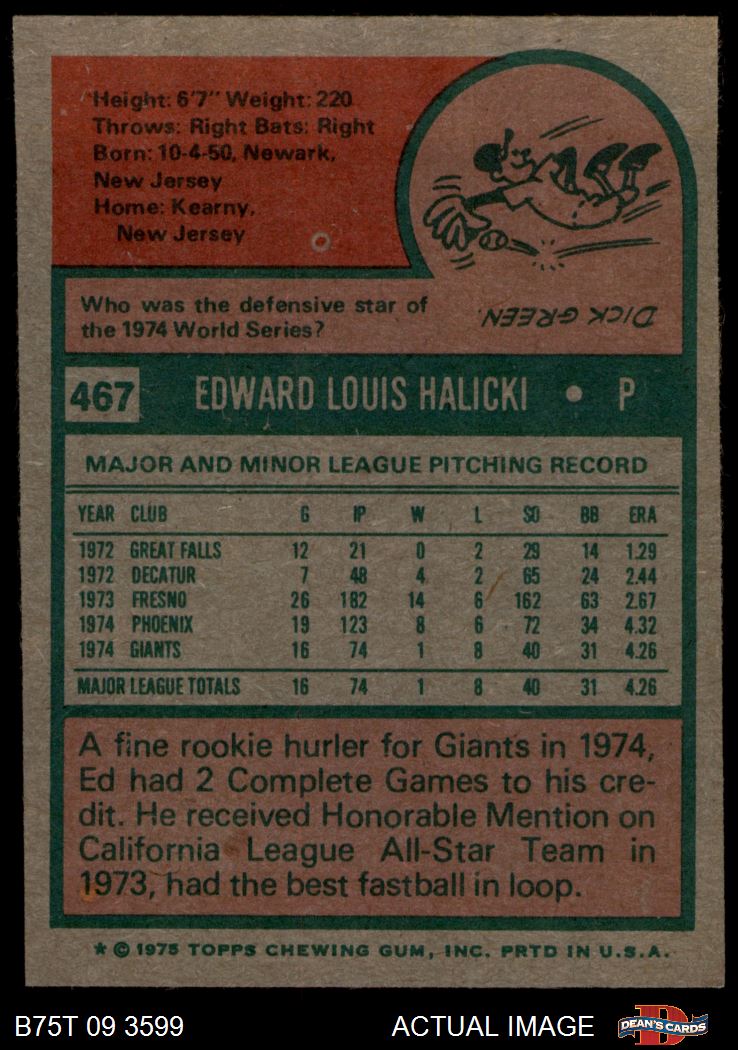 Height: 6'7" Weight: 220
Throws: Right Bats: Right
Born: 10-4-50, Newark,
New Jersey
Home: Kearny,
New Jersey
Who was the defensive star of
the 1974 World Series?
DICK GREEN.
467 EDWARD LOUIS HALICKI • P
MAJOR AND MINOR LEAGUE PITCHING RECORD
YEAR CLUB G IP W L SO BB ERA
1972 GREAT FALLS 12 21 0 2 29 14 1.29
1972 DECATUR 7 48 4 2 65 24 2.44
1973 FRESNO 26 182 14 6 162 63 2.67
1974 PHOENIX 19 123 8 6 72 34 4.32
1974 GIANTS 16 74 1 8 40 31 4.26
MAJOR LEAGUE TOTALS 16 74 1 8 40 31 4.26
A fine rookie hurler for Giants in 1974,
Ed had 2 Complete Games to his cre-
dit. He received Honorable Mention on
California League All-Star Team in
1973, had the best fastball in loop.
* © 1975 TOPPS CHEWING GUM, INC. PRTD IN U.S.A.
B75T 09 3599 ACTUAL IMAGE DEAN'S CARDS